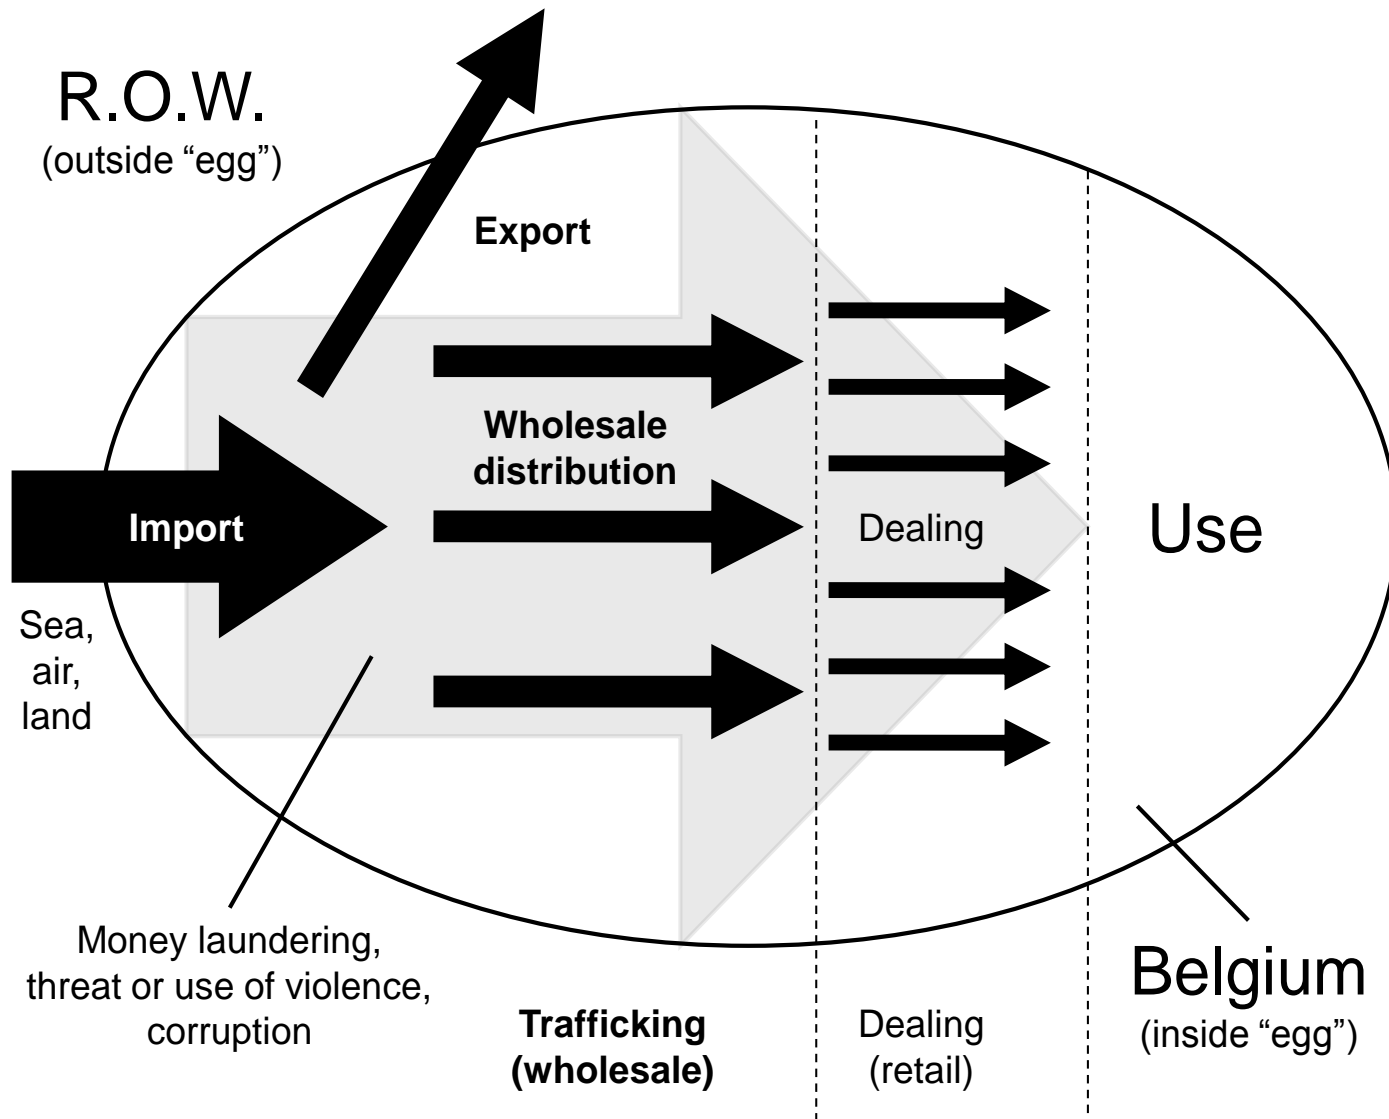 R.O.W.
(outside “egg”)
Export
Wholesale
distribution
Import
Dealing
Use
Sea,
air,
land
Money laundering,
threat or use of violence,
corruption
Trafficking
(wholesale)
Dealing
(retail)
Belgium
(inside “egg”)